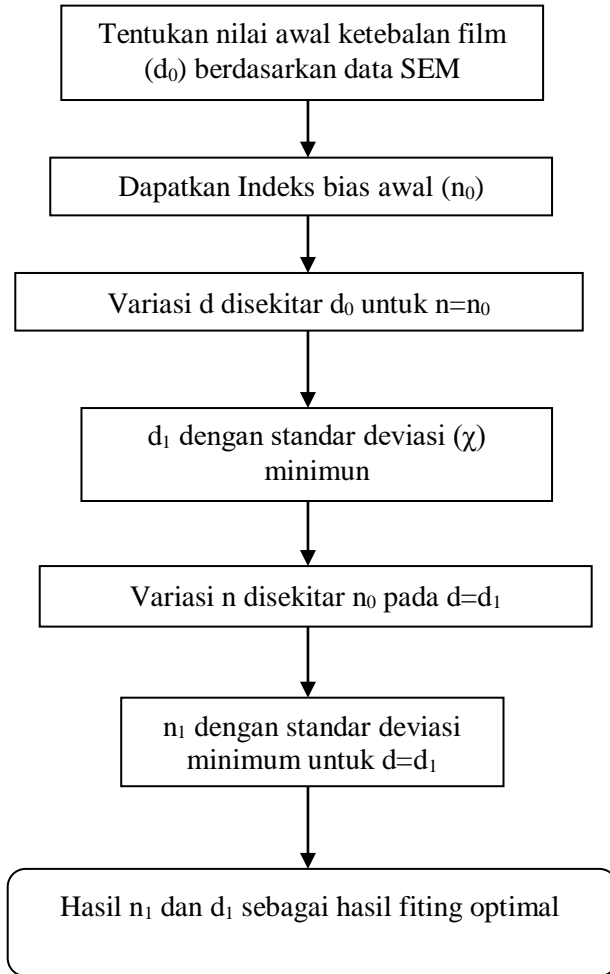 Tentukan nilai awal ketebalan film
(d₀) berdasarkan data SEM
Dapatkan Indeks bias awal (n₀)
Variasi d disekitar d₀ untuk n=n₀
d₁ dengan standar deviasi (χ)
minimun
Variasi n disekitar n₀ pada d=d₁
n₁ dengan standar deviasi
minimum untuk d=d₁
Hasil n₁ dan d₁ sebagai hasil fiting optimal